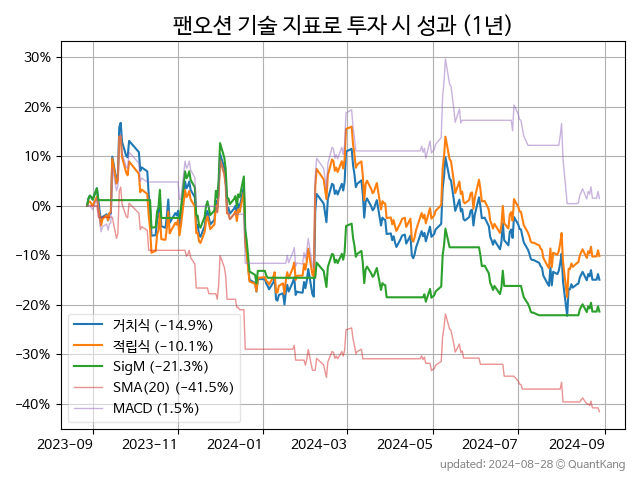 팬오션 기술 지표로 투자 시 성과 (1년)
30%
20%
10%
0%
−10%
−20%
−30%
−40%
거치식 (−14.9%)
적립식 (−10.1%)
SigM (−21.3%)
SMA(20) (−41.5%)
MACD (1.5%)
2023-09 2023-11 2024-01 2024-03 2024-05 2024-07 2024-09
updated: 2024-08-28 © QuantKang